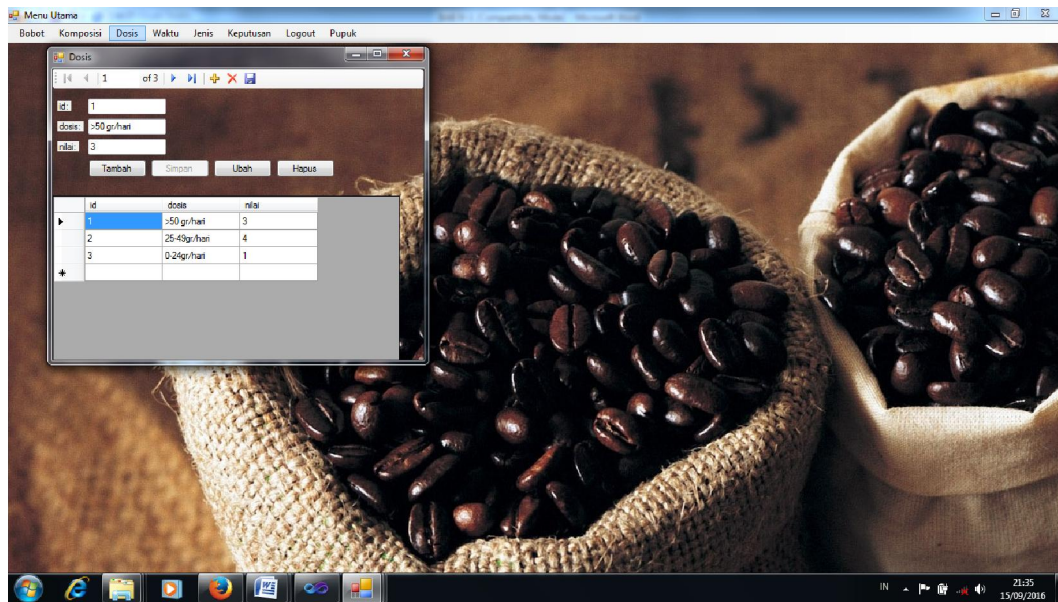 Menu Utama
Bobot Komposisi Dosis Waktu Jenis Keputusan Logout Pupuk
Dosis
1 of 3
id:
1
dosis:
>50 gr/hari
nilai:
3
Tambah Simpan Ubah Hapus
id dosis nilai
1 >50 gr/hari 3
2 25-49gr/hari 4
3 0-24gr/hari 1
IN
21:35
15/09/2016